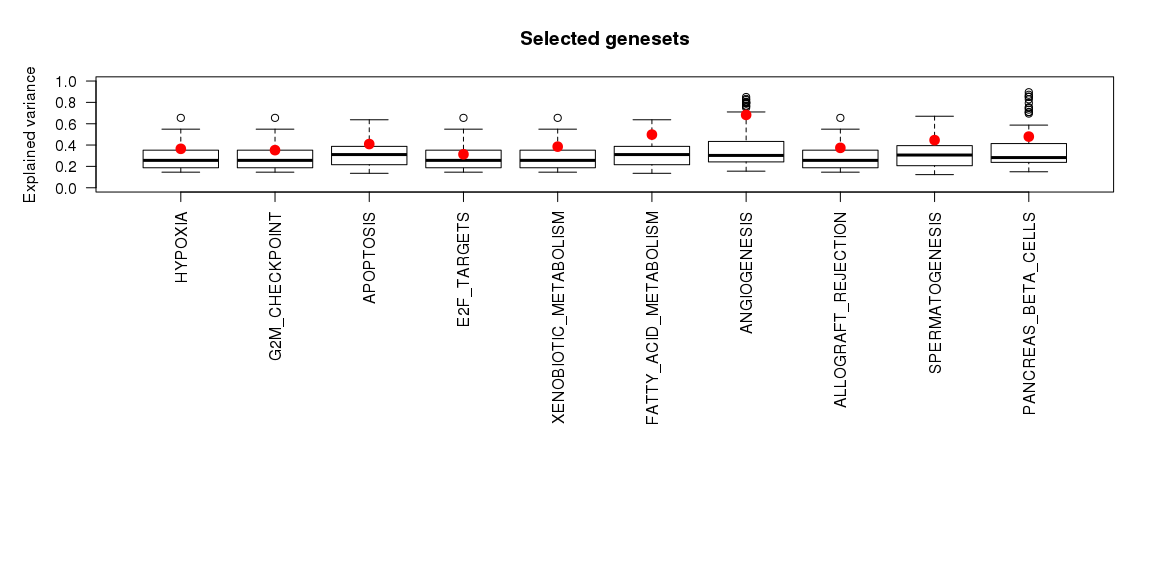 Selected genesets
Explained variance
1.0
0.8
0.6
0.4
0.2
0.0
HYPOXIA
G2M_CHECKPOINT
APOPTOSIS
E2F_TARGETS
XENOBIOTIC_METABOLISM
FATTY_ACID_METABOLISM
ANGIOGENESIS
ALLOGRAFT_REJECTION
SPERMATOGENESIS
PANCREAS_BETA_CELLS